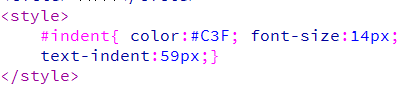 <style>
#indent{ color:#C3F; font-size:14px;
text-indent:59px;}
</style>